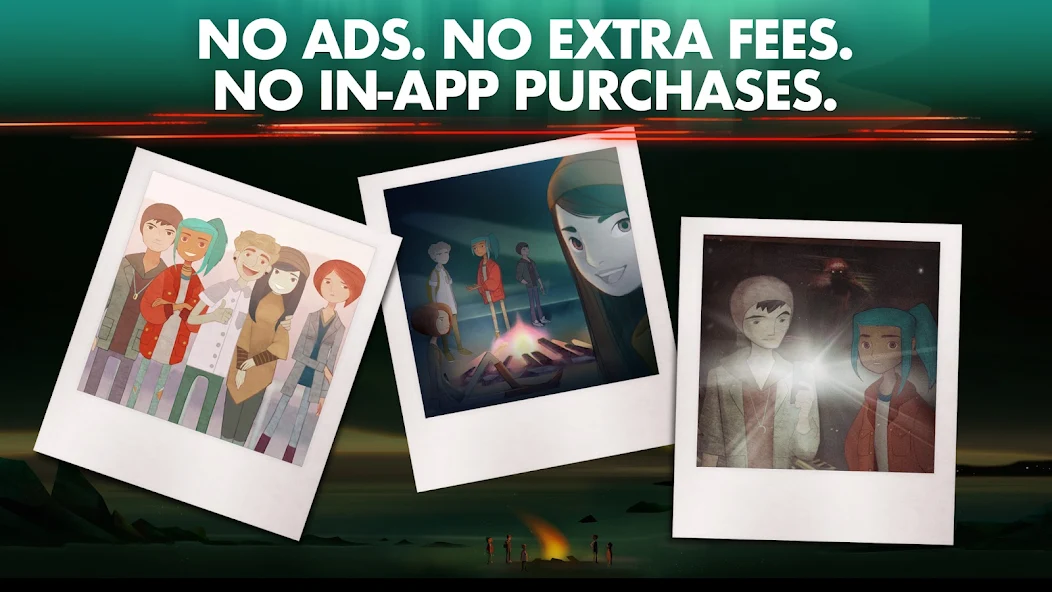 NO ADS. NO EXTRA FEES.
NO IN-APP PURCHASES.